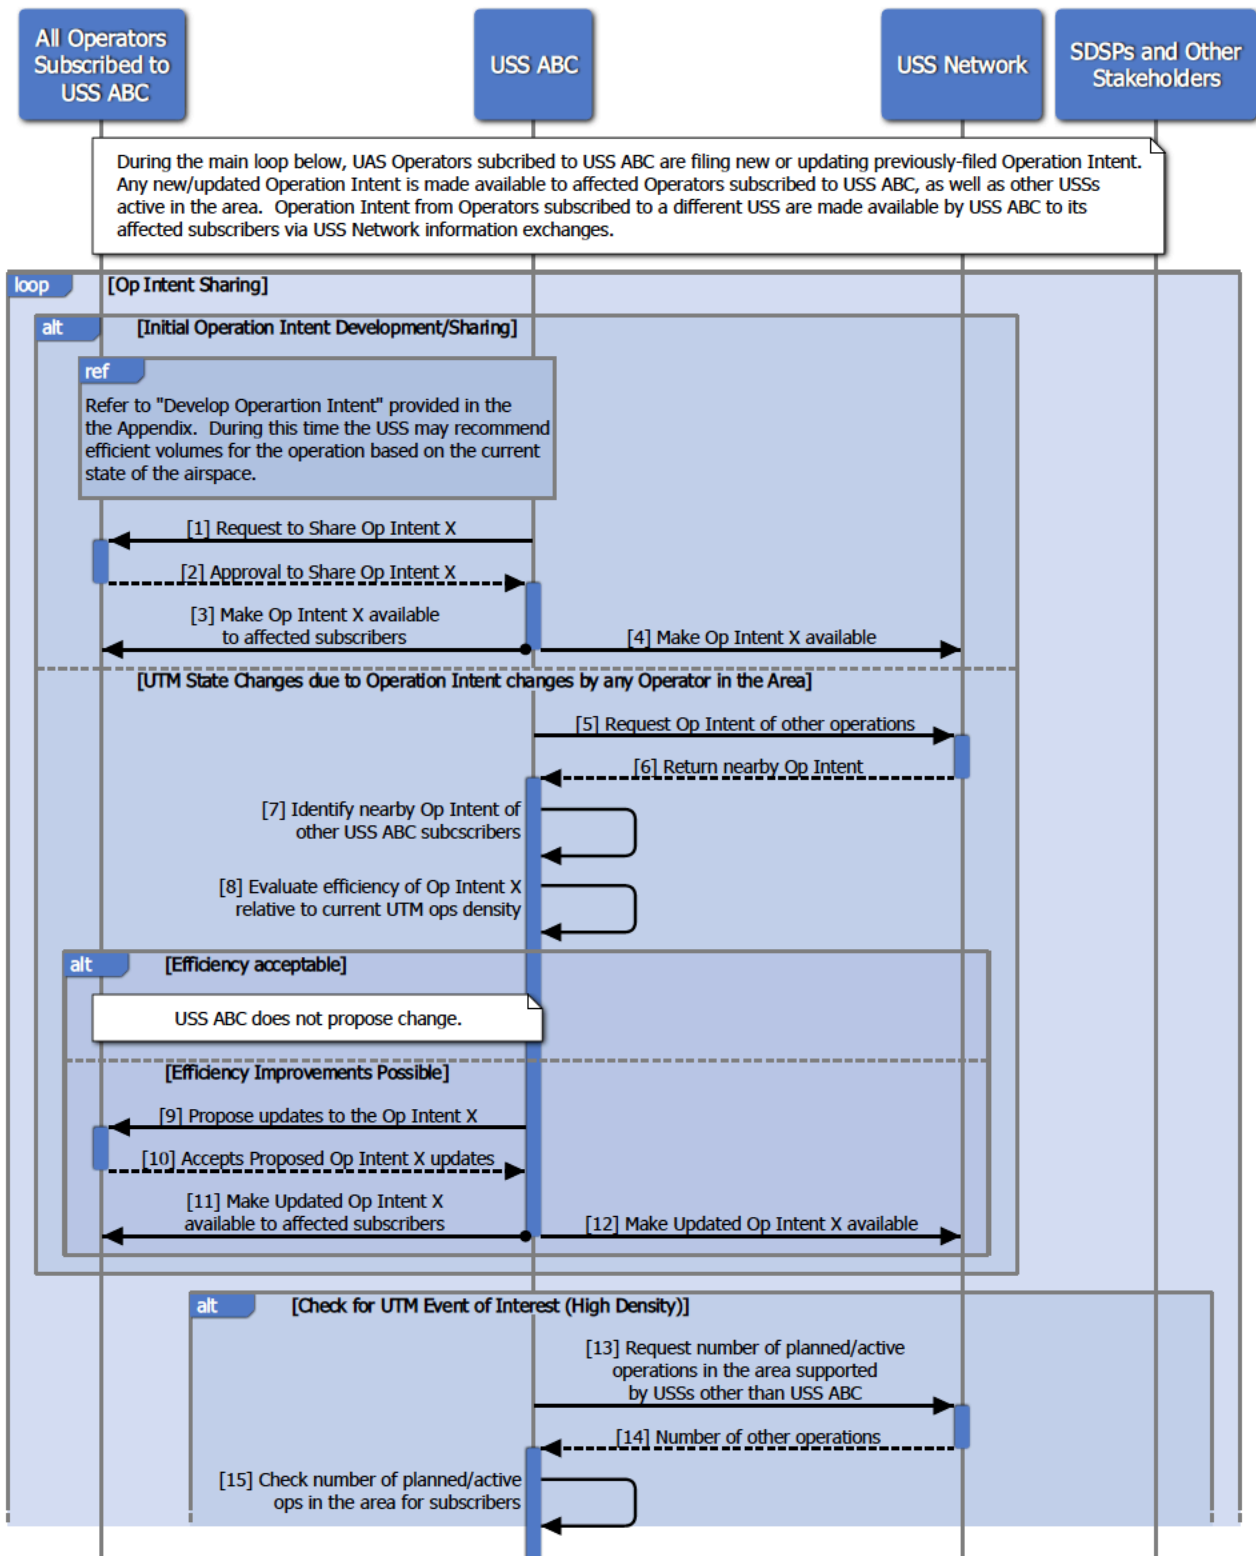 All Operators
Subscribed to
USS ABC
USS ABC
USS Network
SDSPs and Other
Stakeholders
During the main loop below, UAS Operators subcribed to USS ABC are filing new or updating previously-filed Operation Intent.
Any new/updated Operation Intent is made available to affected Operators subscribed to USS ABC, as well as other USSs
active in the area.  Operation Intent from Operators subscribed to a different USS are made available by USS ABC to its
affected subscribers via USS Network information exchanges.
loop
[Op Intent Sharing]
alt
[Initial Operation Intent Development/Sharing]
ref
Refer to "Develop Operartion Intent" provided in the
the Appendix.  During this time the USS may recommend
efficient volumes for the operation based on the current
state of the airspace.
[1] Request to Share Op Intent X
[2] Approval to Share Op Intent X
[3] Make Op Intent X available
to affected subscribers
[4] Make Op Intent X available
[UTM State Changes due to Operation Intent changes by any Operator in the Area]
[5] Request Op Intent of other operations
[6] Return nearby Op Intent
[7] Identify nearby Op Intent of
other USS ABC subcscribers
[8] Evaluate efficiency of Op Intent X
relative to current UTM ops density
alt
[Efficiency acceptable]
USS ABC does not propose change.
[Efficiency Improvements Possible]
[9] Propose updates to the Op Intent X
[10] Accepts Proposed Op Intent X updates
[11] Make Updated Op Intent X
available to affected subscribers
[12] Make Updated Op Intent X available
alt
[Check for UTM Event of Interest (High Density)]
[13] Request number of planned/active
operations in the area supported
by USSs other than USS ABC
[14] Number of other operations
[15] Check number of planned/active
ops in the area for subscribers